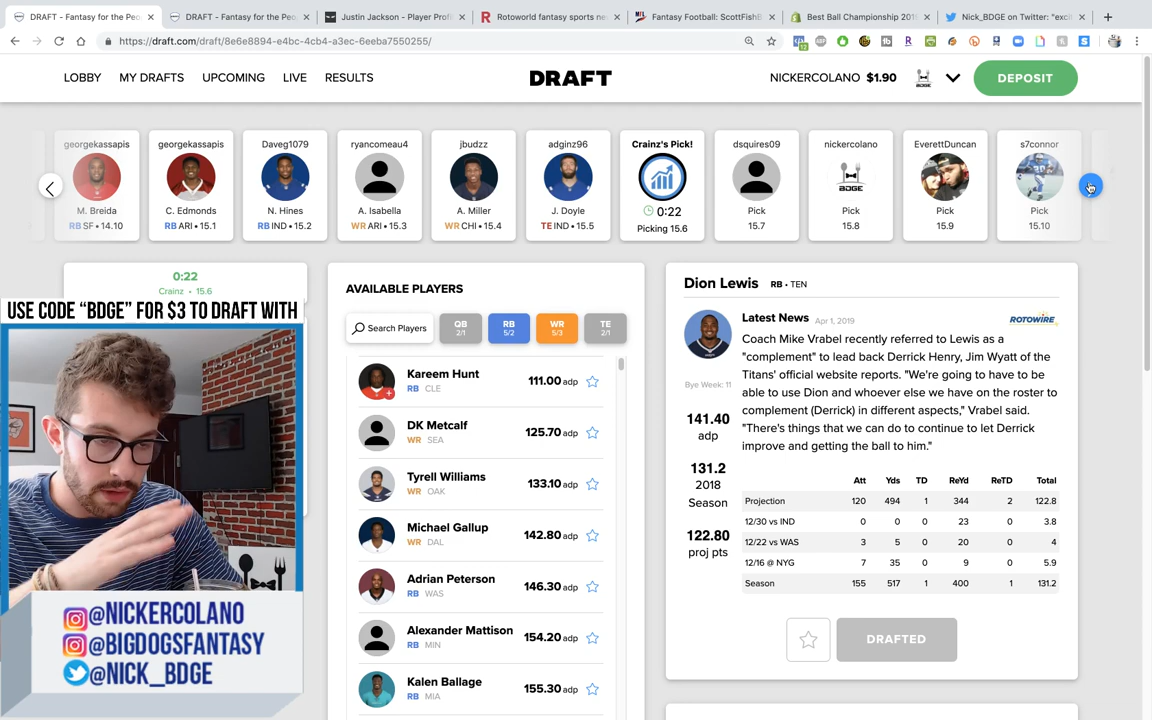 DRAFT - Fantasy for the Peo
DRAFT - Fantasy for the Peo
Justin Jackson - Player Profi
Rotoworld fantasy sports ne
Fantasy Football: ScottFishB
Best Ball Championship 201
Nick_BDGE on Twitter: "exci
https://draft.com/draft/8e6e8894-e4bc-4cb4-a3ec-6eeba7550255/
LOBBY MY DRAFTS UPCOMING LIVE RESULTS DRAFT NICKERCOLANO $1.90 BDGE DEPOSIT
georgekassapis georgekassapis Daveg1079 ryancomeau4 jbudzz adginz96 Crainz's Pick! dsquires09 nickercolano EverettDuncan s7connor
BDGE
M. Breida C. Edmonds N. Hines A. Isabella A. Miller J. Doyle 0:22 Pick Pick Pick Pick
RB SF • 14.10 RB ARI • 15.1 RB IND • 15.2 WR ARI • 15.3 WR CHI • 15.4 TE IND • 15.5 Picking 15.6 15.7 15.8 15.9 15.10
0:22
Crainz • 15.6
USE CODE "BDGE" FOR $3 TO DRAFT WITH
@NICKERCOLANO
@BIGDOGSFANTASY
@NICK_BDGE
AVAILABLE PLAYERS
Search Players
QB
2/1
RB
5/2
WR
5/3
TE
2/1
Kareem Hunt
RB CLE
111.00 adp
DK Metcalf
WR SEA
125.70 adp
Tyrell Williams
WR OAK
133.10 adp
Michael Gallup
WR DAL
142.80 adp
Adrian Peterson
RB WAS
146.30 adp
Alexander Mattison
RB MIN
154.20 adp
Kalen Ballage
RB MIA
155.30 adp
Dion Lewis RB • TEN
Latest News Apr 1, 2019 ROTOWIRE
Coach Mike Vrabel recently referred to Lewis as a
"complement" to lead back Derrick Henry, Jim Wyatt of the
Titans' official website reports. "We're going to have to be
able to use Dion and whoever else we have on the roster to
complement (Derrick) in different aspects," Vrabel said.
"There's things that we can do to continue to let Derrick
improve and getting the ball to him."
Bye Week: 11
141.40
adp
131.2
2018
Season
122.80
proj pts
Att Yds TD ReYd ReTD Total
Projection 120 494 1 344 2 122.8
12/30 vs IND 0 0 0 23 0 3.8
12/22 vs WAS 3 5 0 20 0 4
12/16 @ NYG 7 35 0 9 0 5.9
Season 155 517 1 400 1 131.2
DRAFTED